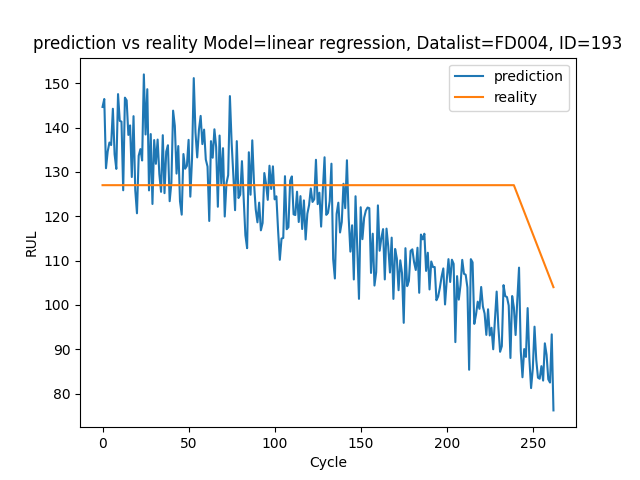 prediction vs reality Model=linear regression, Datalist=FD004, ID=193
prediction
reality
150
140
130
120
110
100
90
80
RUL
0
50
100
150
200
250
Cycle